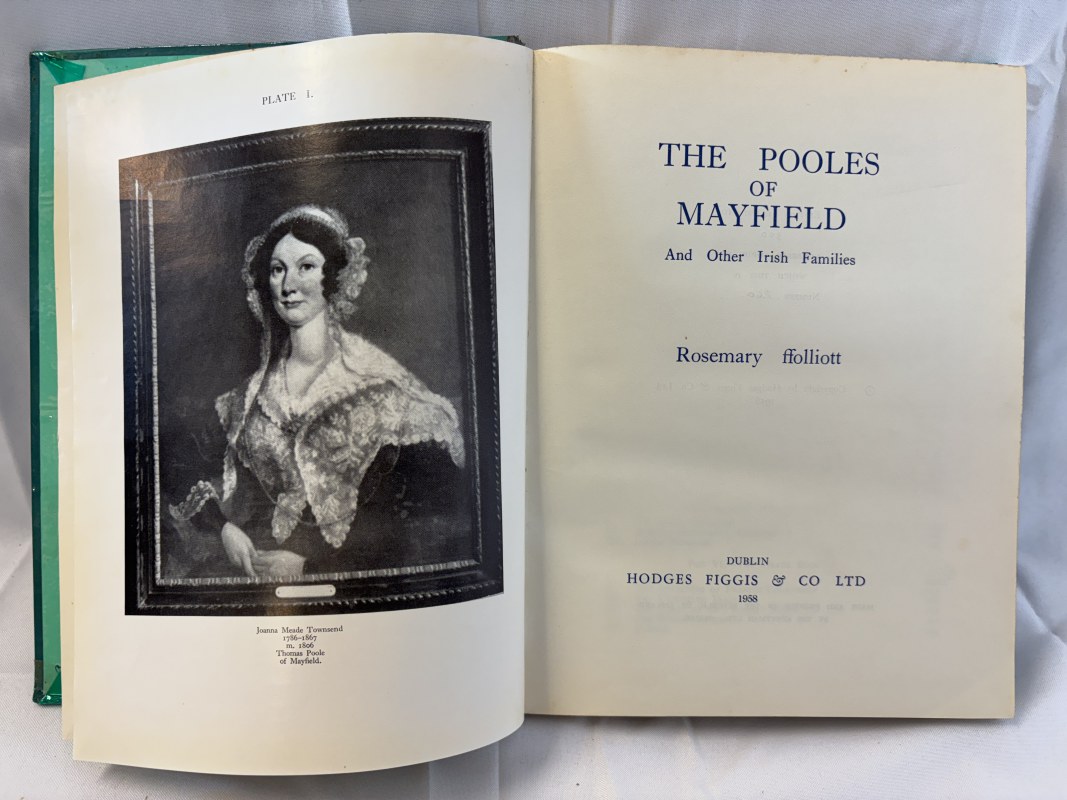 PLATE I.
Joanna Meade Townsend
1786–1867
m. 1806
Thomas Poole
of Mayfield.
THE POOLES
OF
MAYFIELD
And Other Irish Families
Rosemary ffolliott
DUBLIN
HODGES FIGGIS & CO LTD
1958